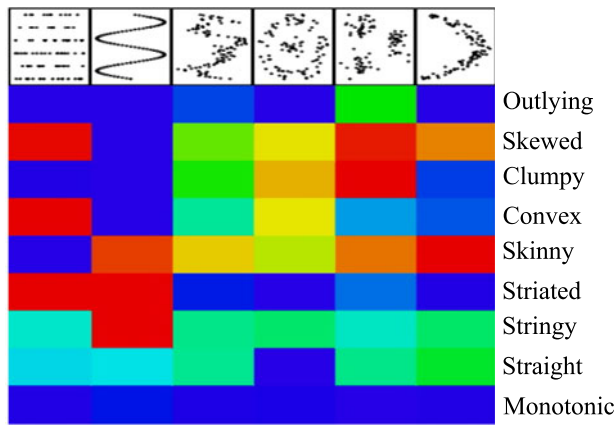 Outlying
Skewed
Clumpy
Convex
Skinny
Striated
Stringy
Straight
Monotonic